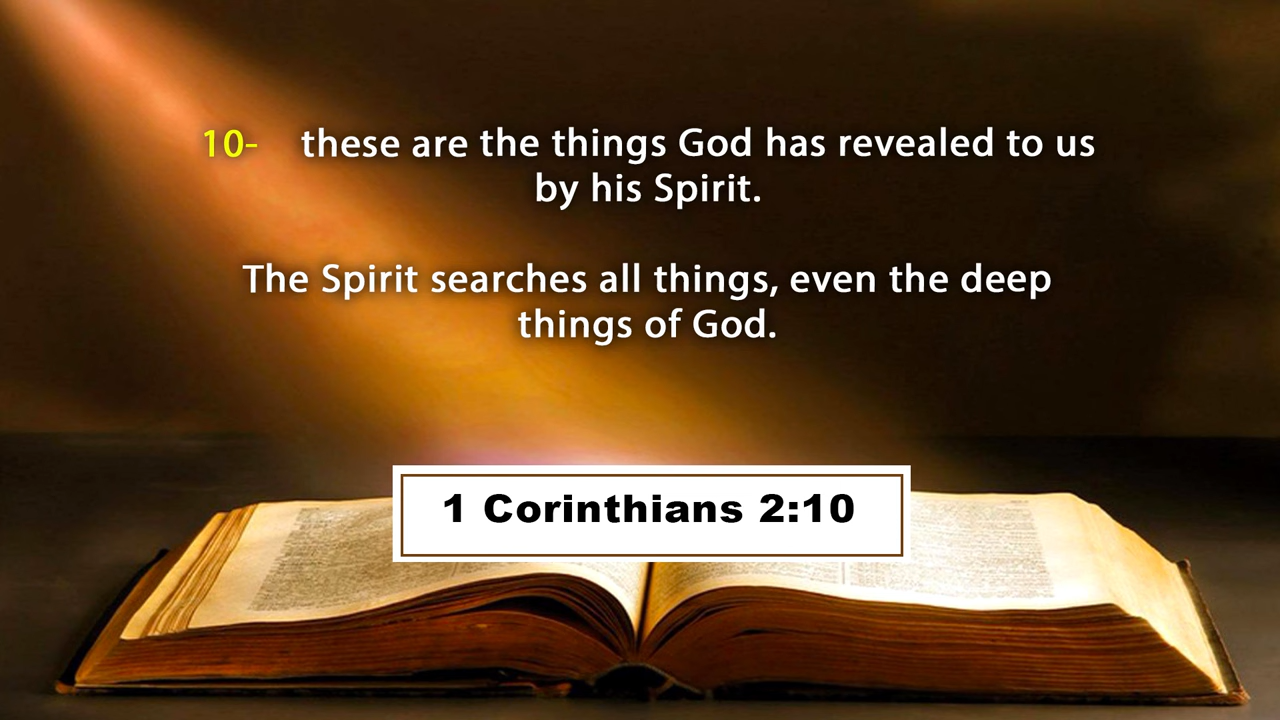 10- these are the things God has revealed to us
by his Spirit.
The Spirit searches all things, even the deep
things of God.
1 Corinthians 2:10